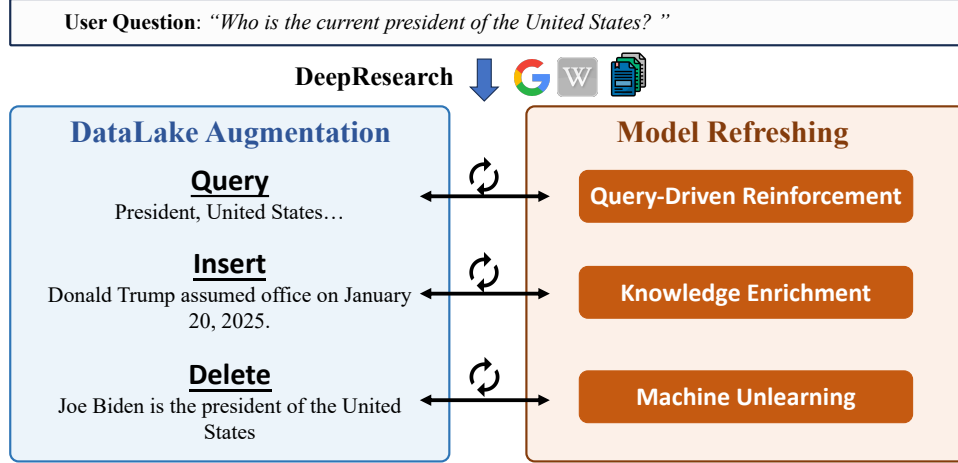 User Question: “Who is the current president of the United States? ”
DeepResearch
G W
DataLake Augmentation
Query
President, United States…
Insert
Donald Trump assumed office on January
20, 2025.
Delete
Joe Biden is the president of the United
States
Model Refreshing
Query-Driven Reinforcement
Knowledge Enrichment
Machine Unlearning